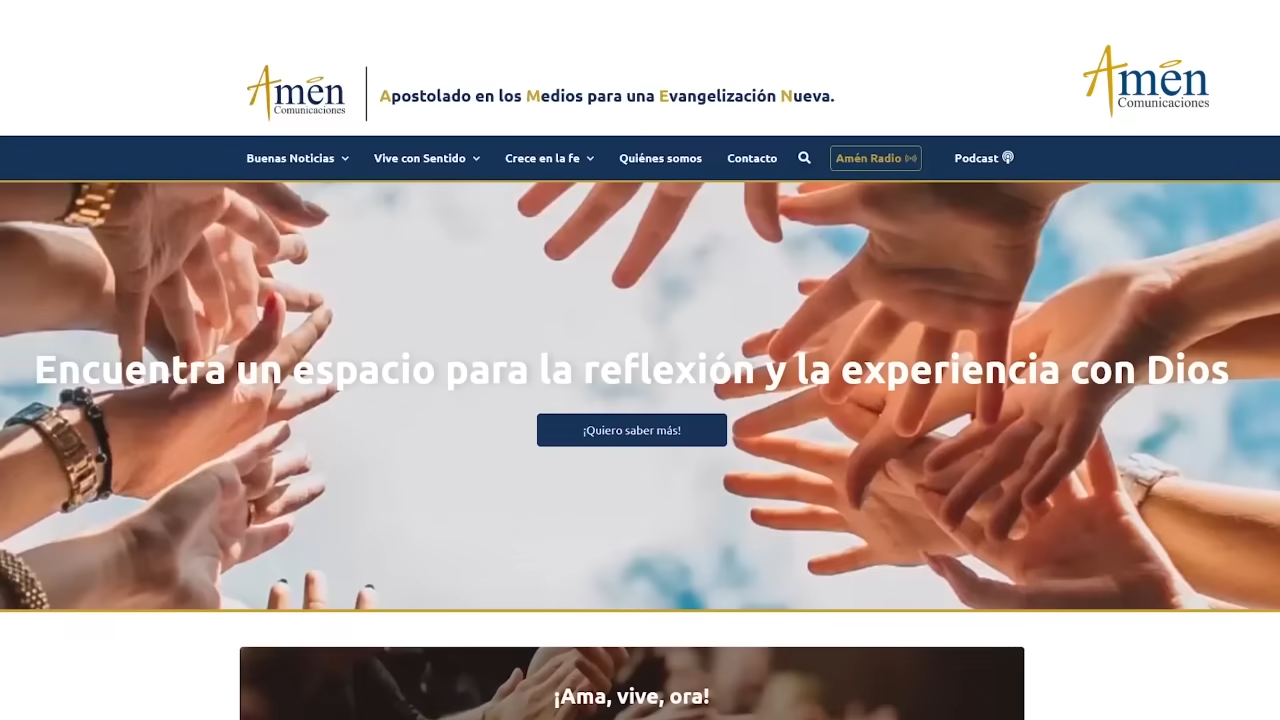 Amén
Comunicaciones
Apostolado en los Medios para una Evangelización Nueva.
Amén
Comunicaciones
Buenas Noticias
Vive con Sentido
Crece en la fe
Quiénes somos
Contacto
Amén Radio
Podcast
Encuentra un espacio para la reflexión y la experiencia con Dios
¡Quiero saber más!
¡Ama, vive, ora!